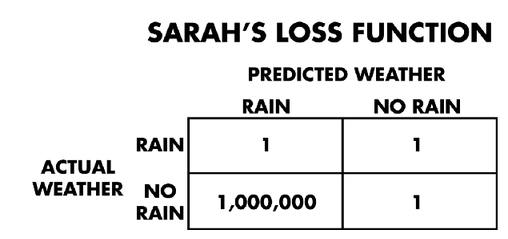 SARAH'S LOSS FUNCTION
PREDICTED WEATHER
RAIN NO RAIN
ACTUAL WEATHER
RAIN 1 1
NO RAIN 1,000,000 1